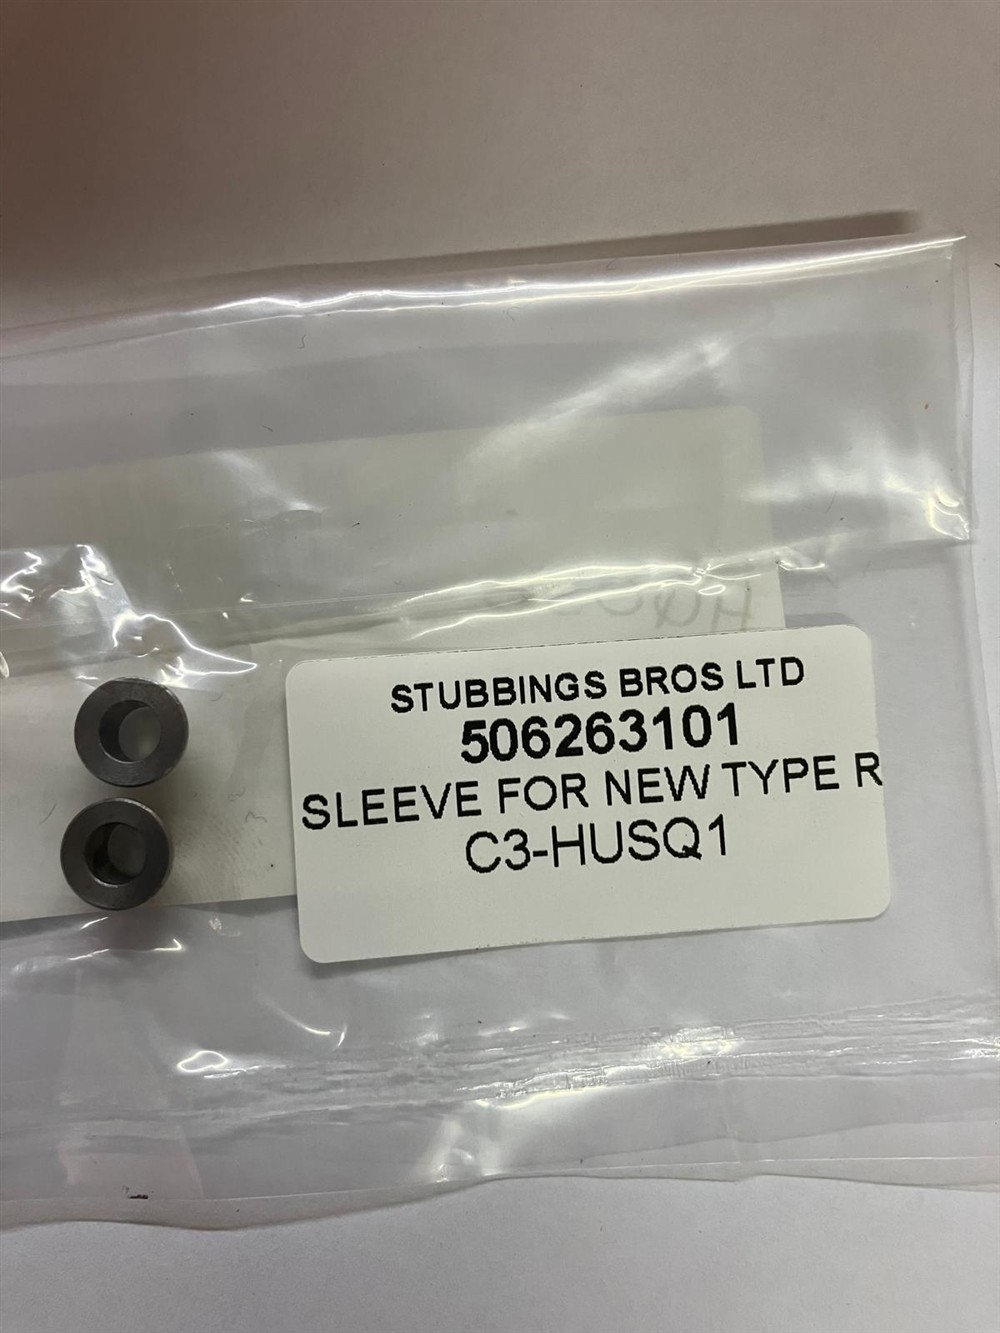 STUBBINGS BROS LTD
506263101
SLEEVE FOR NEW TYPE R
C3-HUSQ1